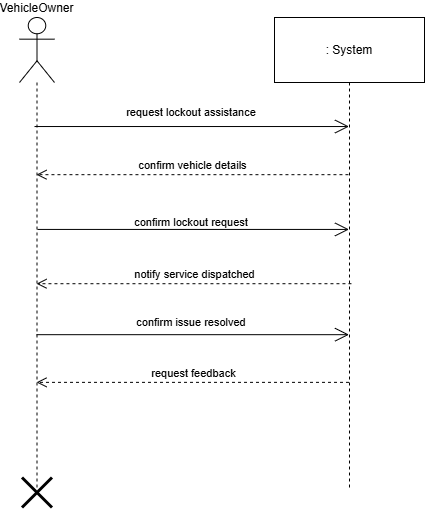 VehicleOwner
: System
request lockout assistance
confirm vehicle details
confirm lockout request
notify service dispatched
confirm issue resolved
request feedback